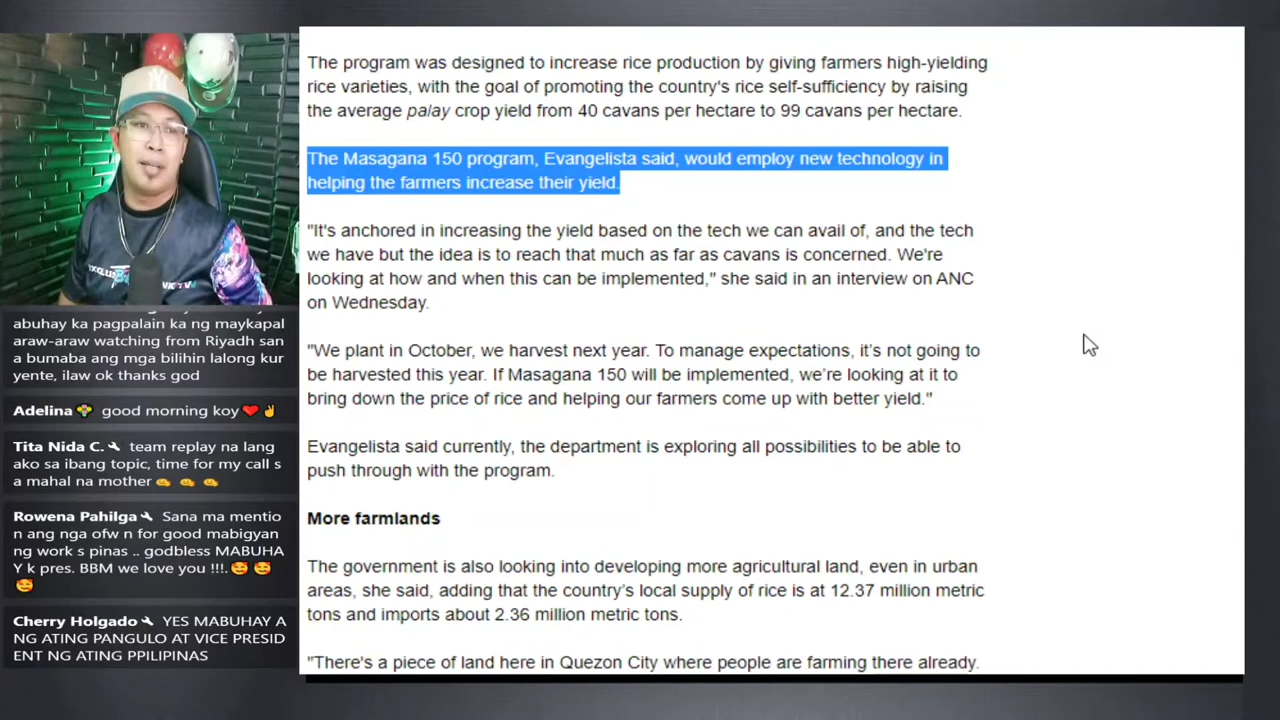 The program was designed to increase rice production by giving farmers high-yielding
rice varieties, with the goal of promoting the country's rice self-sufficiency by raising
the average palay crop yield from 40 cavans per hectare to 99 cavans per hectare.
The Masagana 150 program, Evangelista said, would employ new technology in
helping the farmers increase their yield.
"It's anchored in increasing the yield based on the tech we can avail of, and the tech
we have but the idea is to reach that much as far as cavans is concerned. We're
looking at how and when this can be implemented," she said in an interview on ANC
on Wednesday.
"We plant in October, we harvest next year. To manage expectations, it's not going to
be harvested this year. If Masagana 150 will be implemented, we're looking at it to
bring down the price of rice and helping our farmers come up with better yield."
Evangelista said currently, the department is exploring all possibilities to be able to
push through with the program.
More farmlands
The government is also looking into developing more agricultural land, even in urban
areas, she said, adding that the country's local supply of rice is at 12.37 million metric
tons and imports about 2.36 million metric tons.
"There's a piece of land here in Quezon City where people are farming there already.
abuhay ka pagpalain ka ng maykapal
araw-araw watching from Riyadh san
a bumaba ang mga bilihin lalong kur
yente, ilaw ok thanks god
Adelina good morning koy❤️✌️
Tita Nida C. team replay na lang
ako sa ibang topic, time for my call s
a mahal na mother
Rowena Pahilga Sana ma mentio
n ang nga ofw n for good mabigyan
ng work s pinas .. godbless MABUHA
Y k pres. BBM we love you !!!.🥰 🥰
🥰
Cherry Holgado YES MABUHAY A
NG ATING PANGULO AT VICE PRESID
ENT NG ATING PPILIPINAS